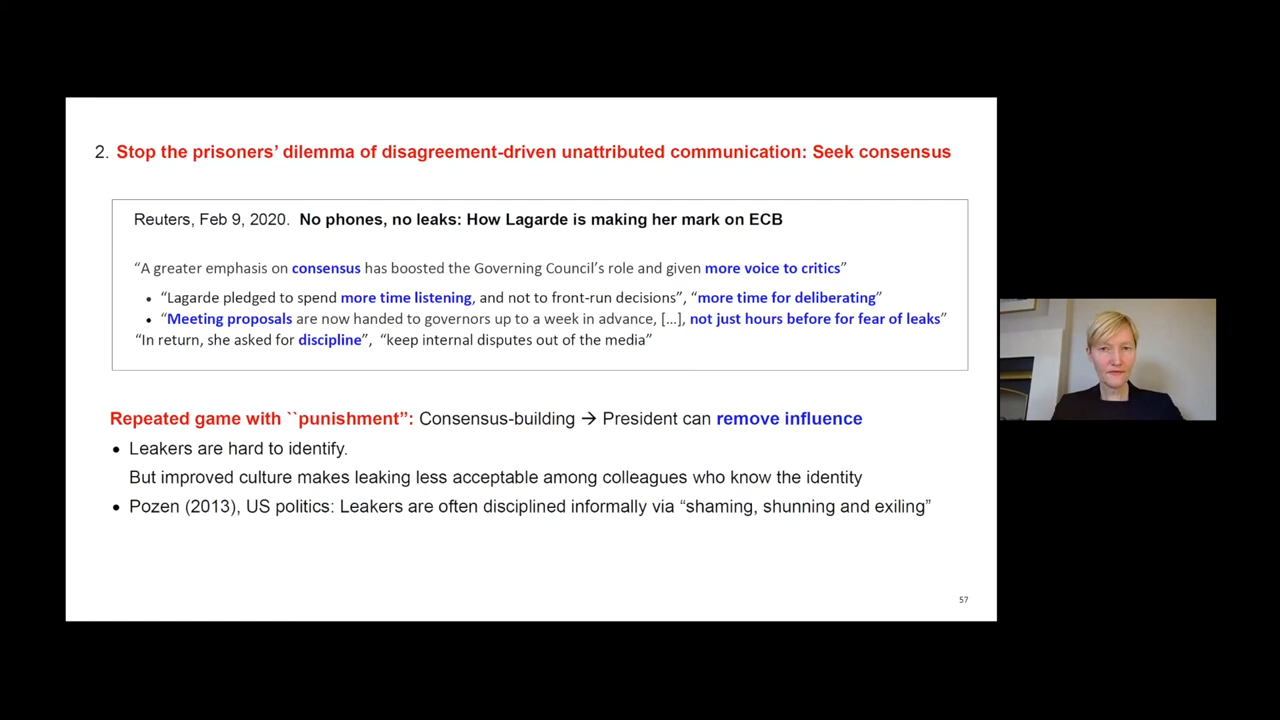 2. Stop the prisoners’ dilemma of disagreement-driven unattributed communication: Seek consensus
Reuters, Feb 9, 2020. No phones, no leaks: How Lagarde is making her mark on ECB
“A greater emphasis on consensus has boosted the Governing Council’s role and given more voice to critics”
• “Lagarde pledged to spend more time listening, and not to front-run decisions”, “more time for deliberating”
• “Meeting proposals are now handed to governors up to a week in advance, [...], not just hours before for fear of leaks”
“In return, she asked for discipline”, “keep internal disputes out of the media”
Repeated game with ``punishment”: Consensus-building → President can remove influence
• Leakers are hard to identify.
But improved culture makes leaking less acceptable among colleagues who know the identity
• Pozen (2013), US politics: Leakers are often disciplined informally via “shaming, shunning and exiling”
57